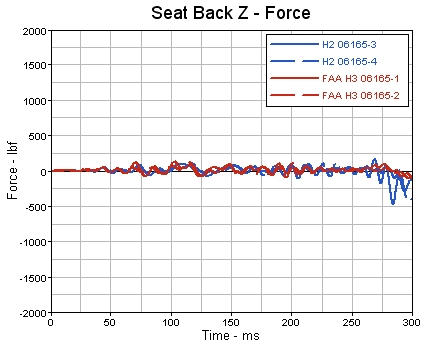 Seat Back Z - Force
2000
1500
1000
500
0
-500
-1000
-1500
-2000
Force - lbf
H2 06165-3
H2 06165-4
FAA H3 06165-1
FAA H3 06165-2
0 50 100 150 200 250 300
Time - ms